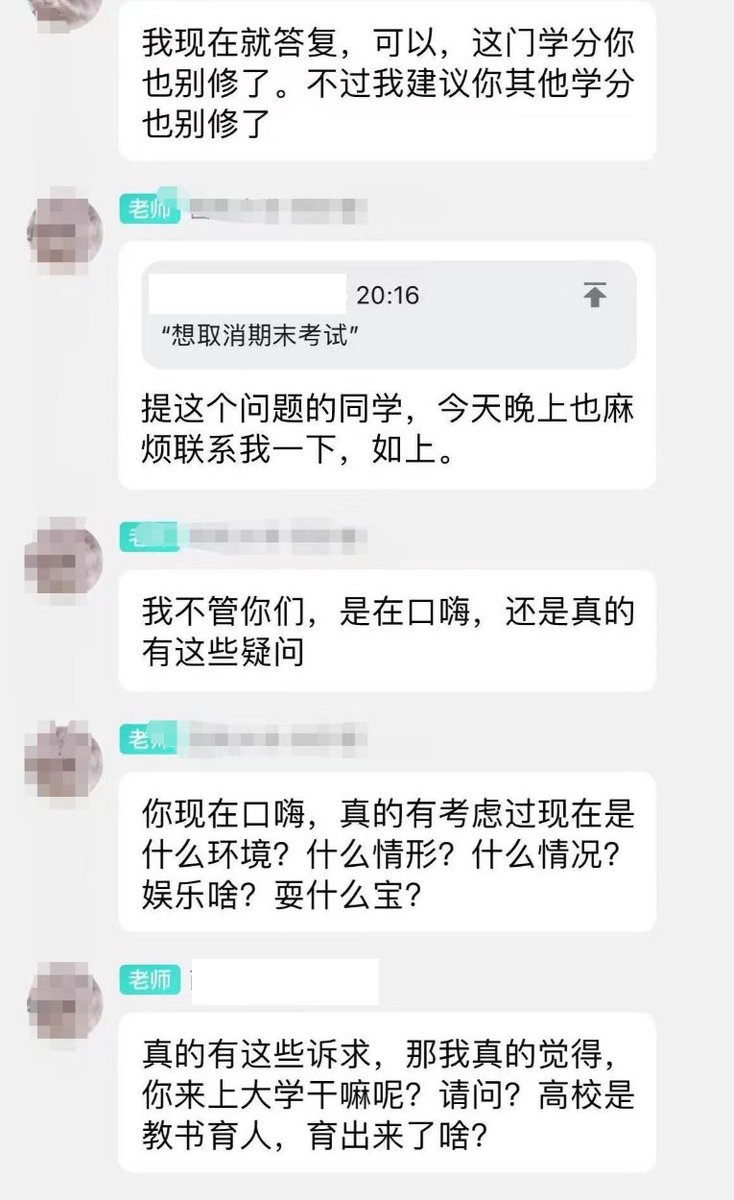 我现在就答复，可以，这门学分你
也别修了。不过我建议你其他学分
也别修了
老师
20:16
“想取消期末考试”
提这个问题的同学，今天晚上也麻
烦联系我一下，如上。
我不管你们，是在口嗨，还是真的
有这些疑问
你现在口嗨，真的有考虑过现在是
什么环境？什么情形？什么情况？
娱乐啥？耍什么宝？
老师
真的有这些诉求，那我真的觉得，
你来上大学干嘛呢？请问？高校是
教书育人，育出来了啥？